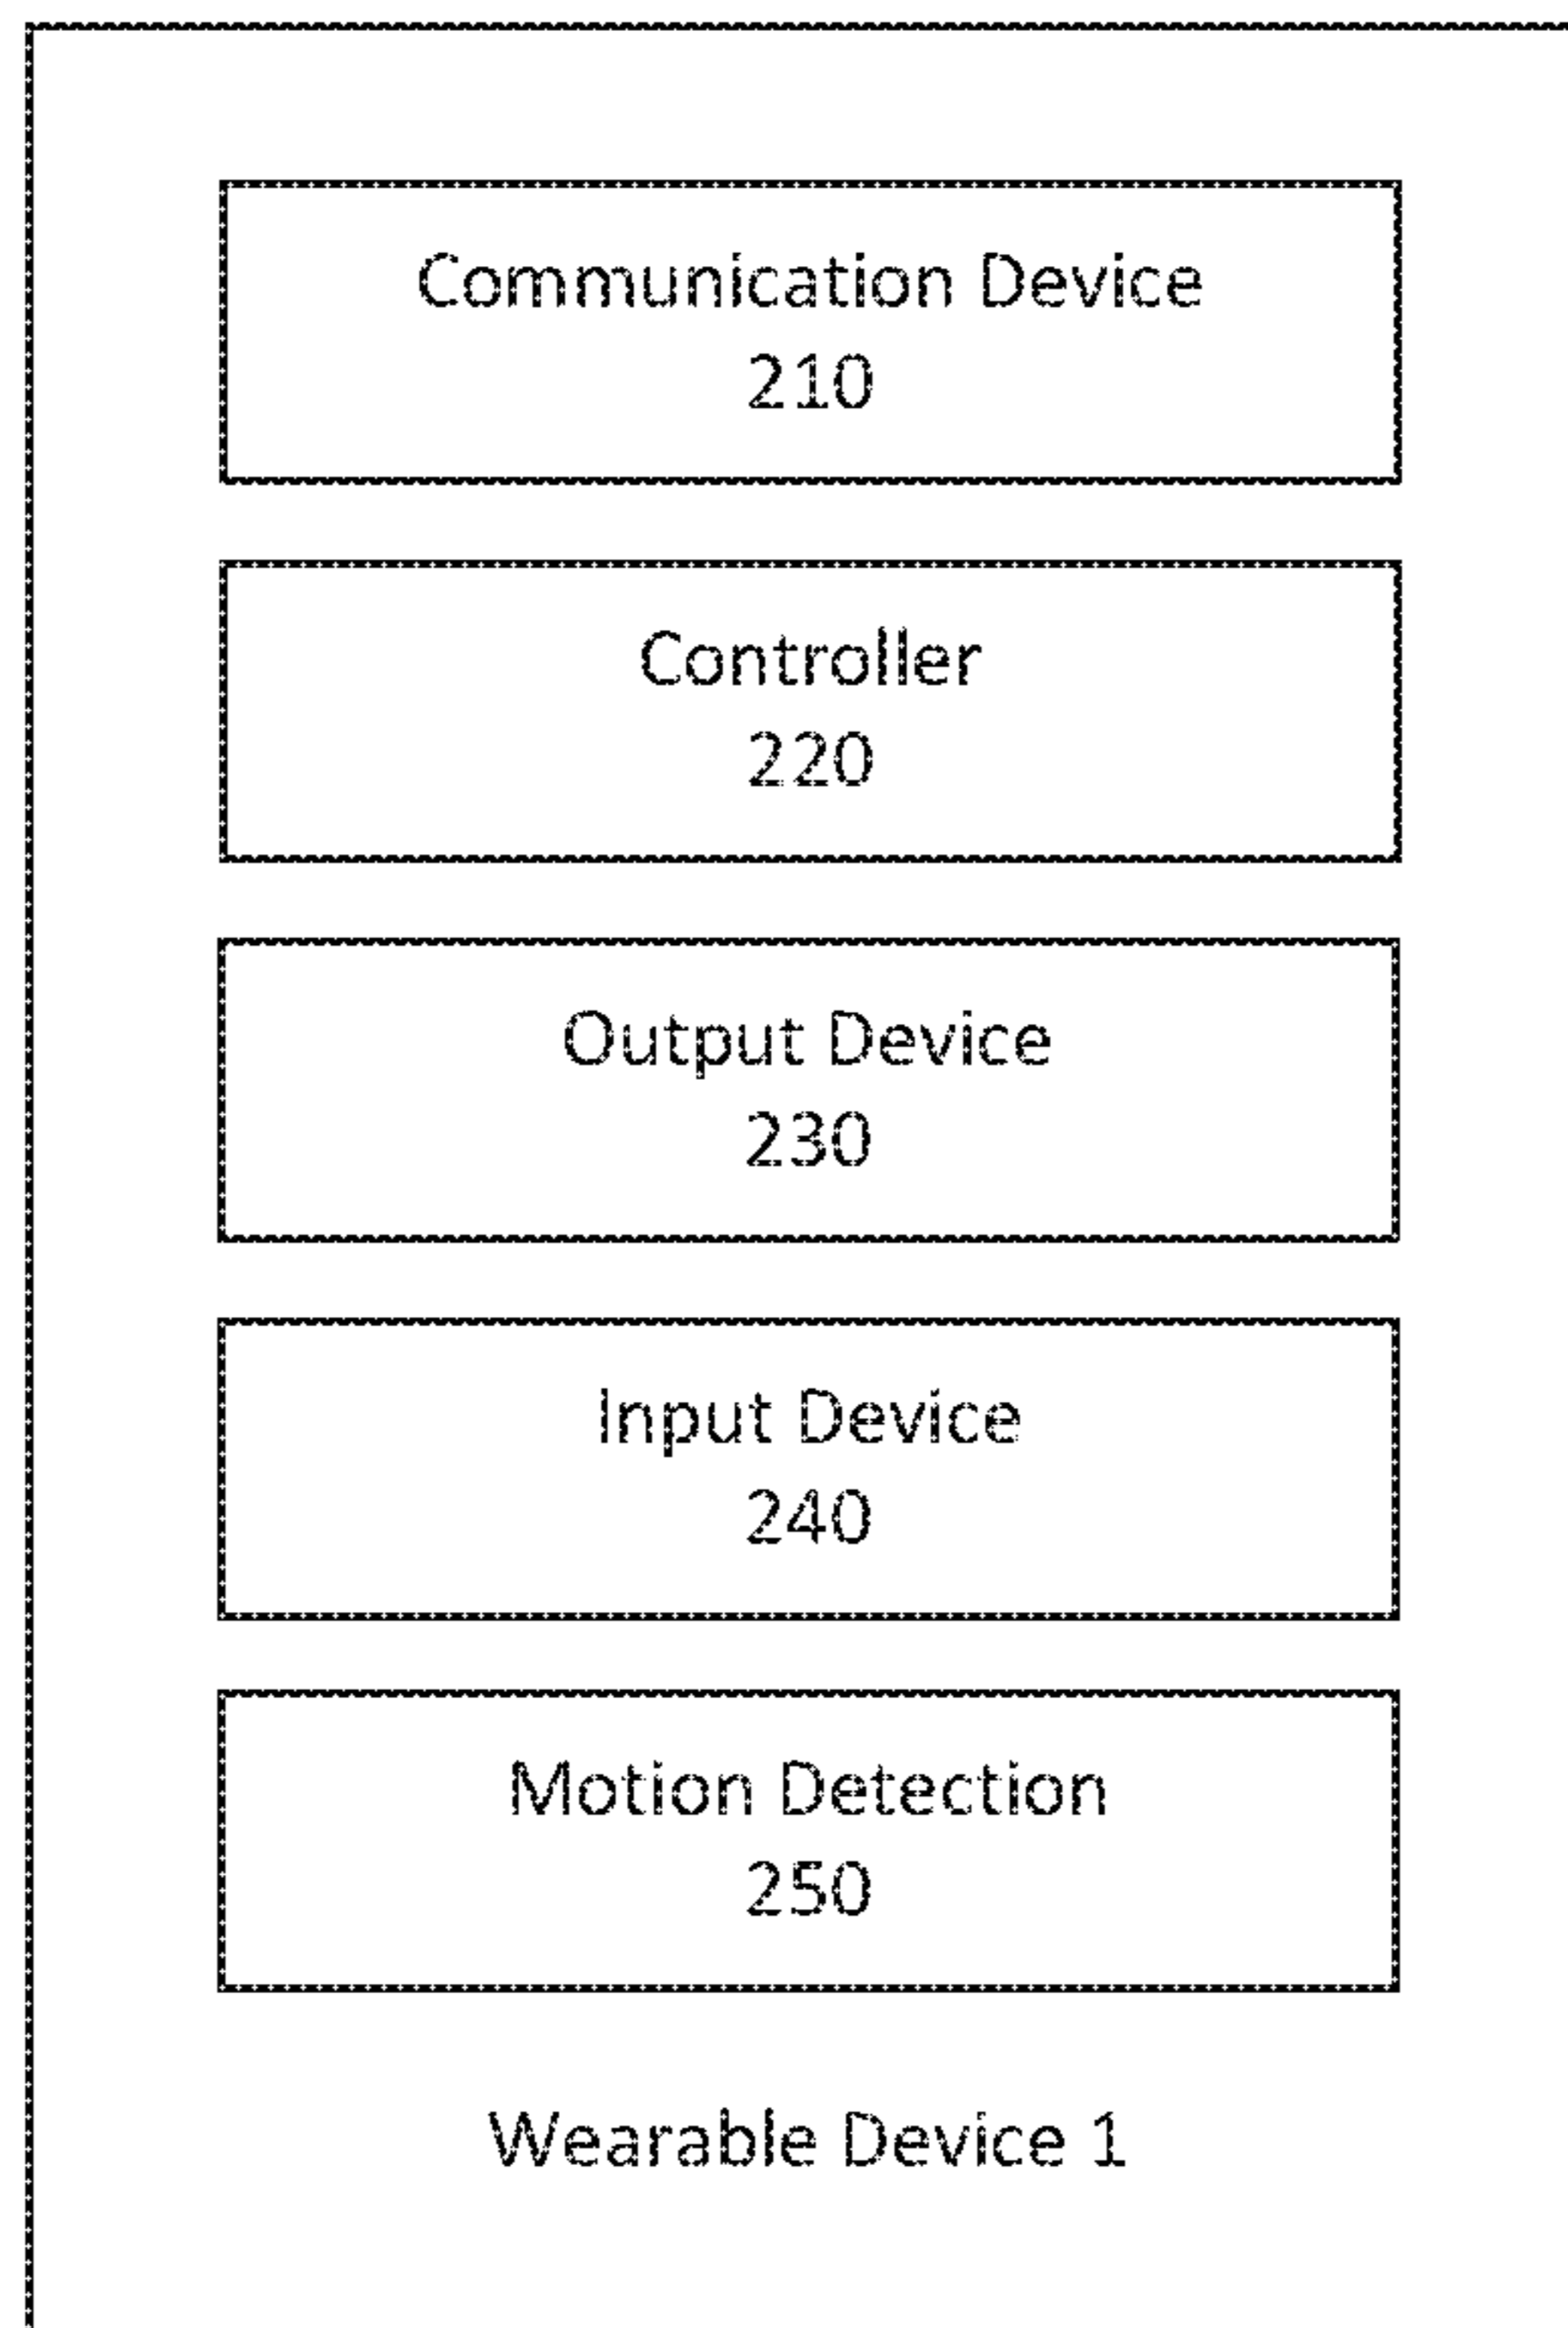 Communication Device
210
Controller
220
Output Device
230
Input Device
240
Motion Detection
250
Wearable Device 1